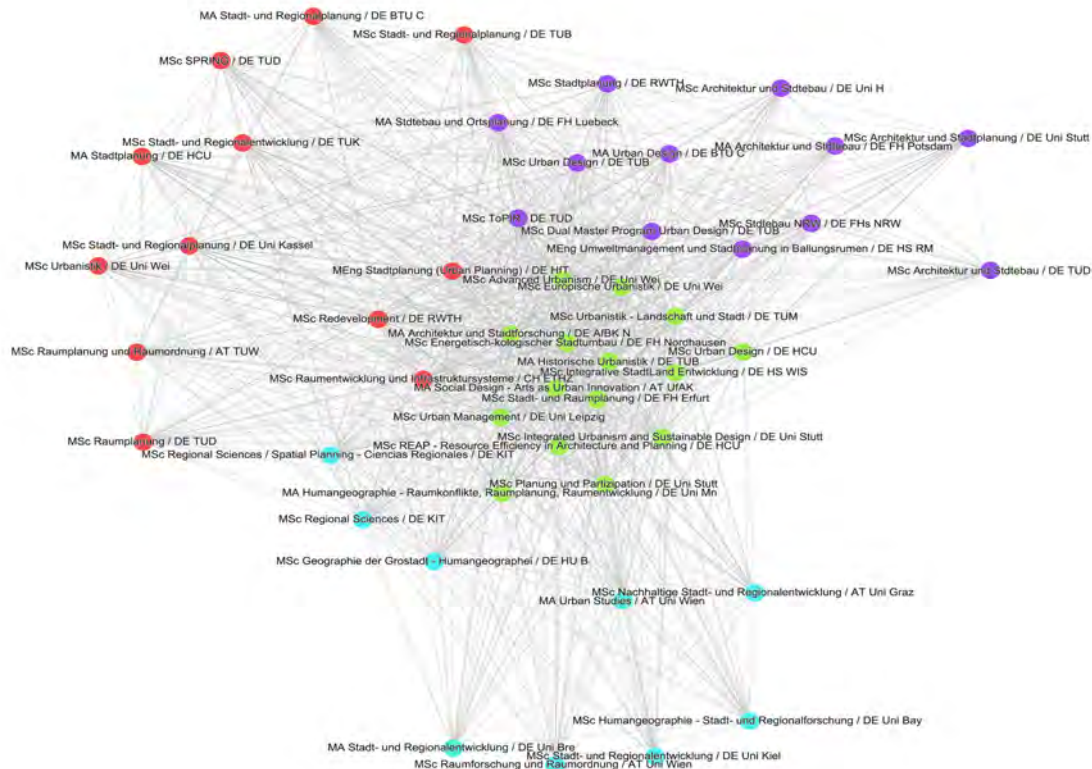 MA Stadt- und Regionalplanung / DE BTU C
MSc Stadt- und Regionalplanung / DE TUB
MSc SPRING / DE TUD
MSc Stadtplanung / DE RWTH
MSc Architektur und Stdtebau / DE Uni H
MA Stdtebau und Ortsplanung / DE FH Luebeck
MSc Stadt- und Regionalentwicklung / DE TUK
MSc Architektur und Stadtplanung / DE Uni Stutt
MA Architektur und Stdtebau / DE FH Potsdam
MA Stadtplanung / DE HCU
MA Urban Design / DE BTU C
MSc Urban Design / DE TUB
MSc ToPIM / DE TUD
MSc Stdtebau NRW / DE FHs NRW
MSc Dual Master Program Urban Design / DE TUB
MSc Stadt- und Regionalplanung / DE Uni Kassel
MEng Umweltmanagement und Stadtplanung in Ballungsrumen / DE HS RM
MSc Urbanistik / DE Uni Wei
MEng Stadtplanung (Urban Planning) / DE HfT
MSc Architektur und Stdtebau / DE TUD
MSc Advanced Urbanism / DE Uni Wei
MSc Europische Urbanistik / DE Uni Wei
MSc Redevelopment / DE RWTH
MSc Urbanistik - Landschaft und Stadt / DE TUM
MA Architektur und Stadtforschung / DE AfBK N
MSc Energetisch-kologischer Stadtumbau / DE FH Nordhausen
MSc Raumplanung und Raumordnung / AT TUW
MSc Urban Design / DE HCU
MA Historische Urbanistik / DE TUB
MSc Integrative StadtLand Entwicklung / DE HS WIS
MSc Raumentwicklung und Infrastruktursysteme / CH ETHZ
MA Social Design - Arts as Urban Innovation / AT UfAK
MSc Stadt- und Raumplanung / DE FH Erfurt
MSc Urban Management / DE Uni Leipzig
MSc Integrated Urbanism and Sustainable Design / DE Uni Stutt
MSc Raumplanung / DE TUD
MSc REAP - Resource Efficiency in Architecture and Planning / DE HCU
MSc Regional Sciences / Spatial Planning - Ciencias Regionales / DE KIT
MSc Planung und Partizipation / DE Uni Stutt
MA Humangeographie - Raumkonflikte, Raumplanung, Raumentwicklung / DE Uni Mn
MSc Regional Sciences / DE KIT
MSc Geographie der Grostadt - Humangeographei / DE HU B
MSc Nachhaltige Stadt- und Regionalentwicklung / AT Uni Graz
MA Urban Studies / AT Uni Wien
MSc Humangeographie - Stadt- und Regionalforschung / DE Uni Bay
MA Stadt- und Regionalentwicklung / DE Uni Bre
MSc Stadt- und Regionalentwicklung / DE Uni Kiel
MSc Raumforschung und Raumordnung / AT Uni Wien